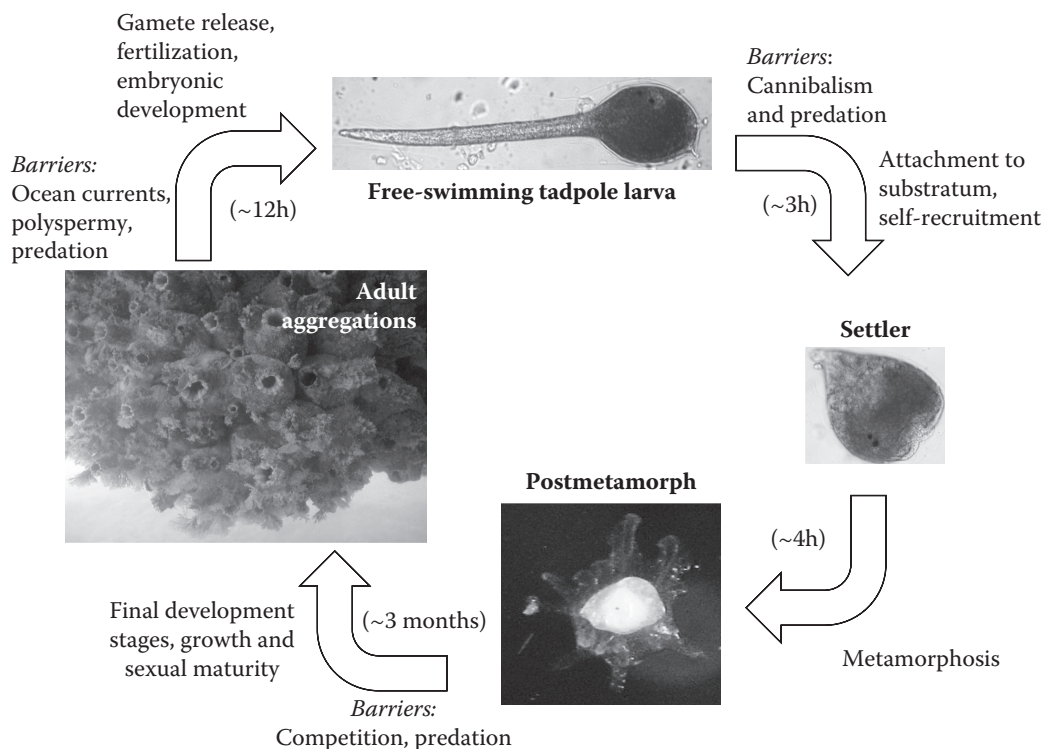 Gamete release,
fertilization,
embryonic
development
Barriers:
Ocean currents,
polyspermy,
predation
(~12h)
Free-swimming tadpole larva
Barriers:
Cannibalism
and predation
(~3h)
Attachment to
substratum,
self-recruitment
Settler
(~4h)
Metamorphosis
Postmetamorph
(~3 months)
Final development
stages, growth and
sexual maturity
Barriers:
Competition, predation
Adult
aggregations